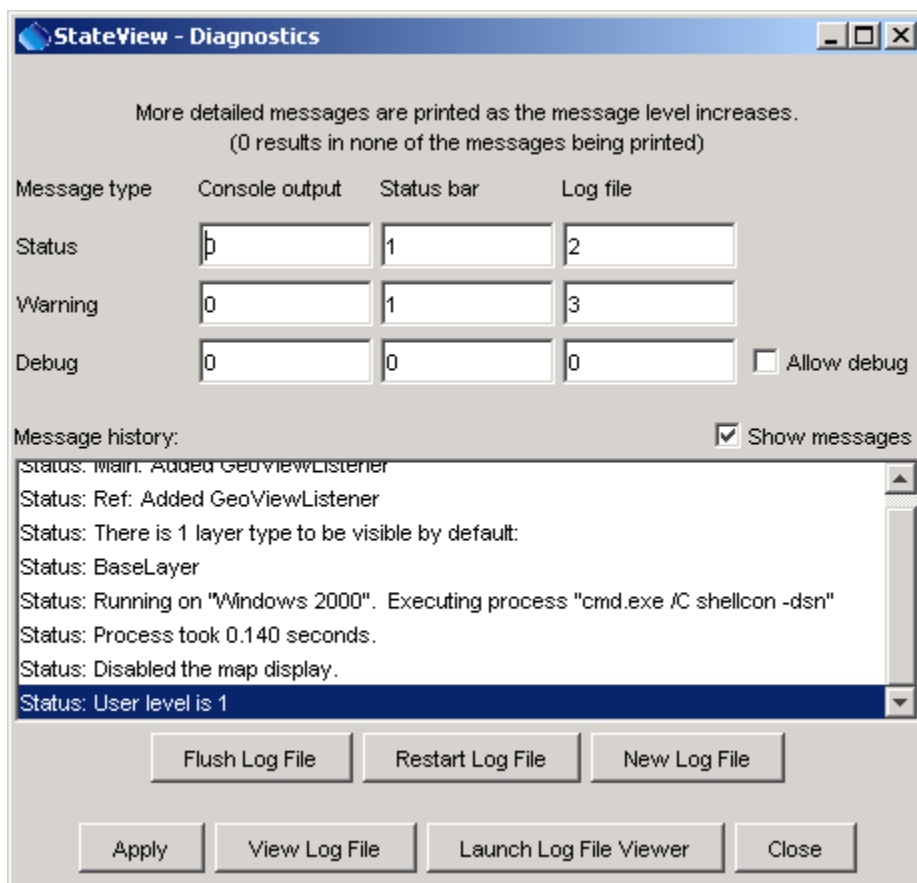 StateView - Diagnostics
More detailed messages are printed as the message level increases.
(0 results in none of the messages being printed)
Message type Console output Status bar Log file
Status 0 1 2
Warning 0 1 3
Debug 0 0 0 Allow debug
Message history: Show messages
Status: Main: Added GeoViewListener
Status: Ref: Added GeoViewListener
Status: There is 1 layer type to be visible by default:
Status: BaseLayer
Status: Running on "Windows 2000". Executing process "cmd.exe /C shellcon -dsn"
Status: Process took 0.140 seconds.
Status: Disabled the map display.
Status: User level is 1
Flush Log File Restart Log File New Log File
Apply View Log File Launch Log File Viewer Close